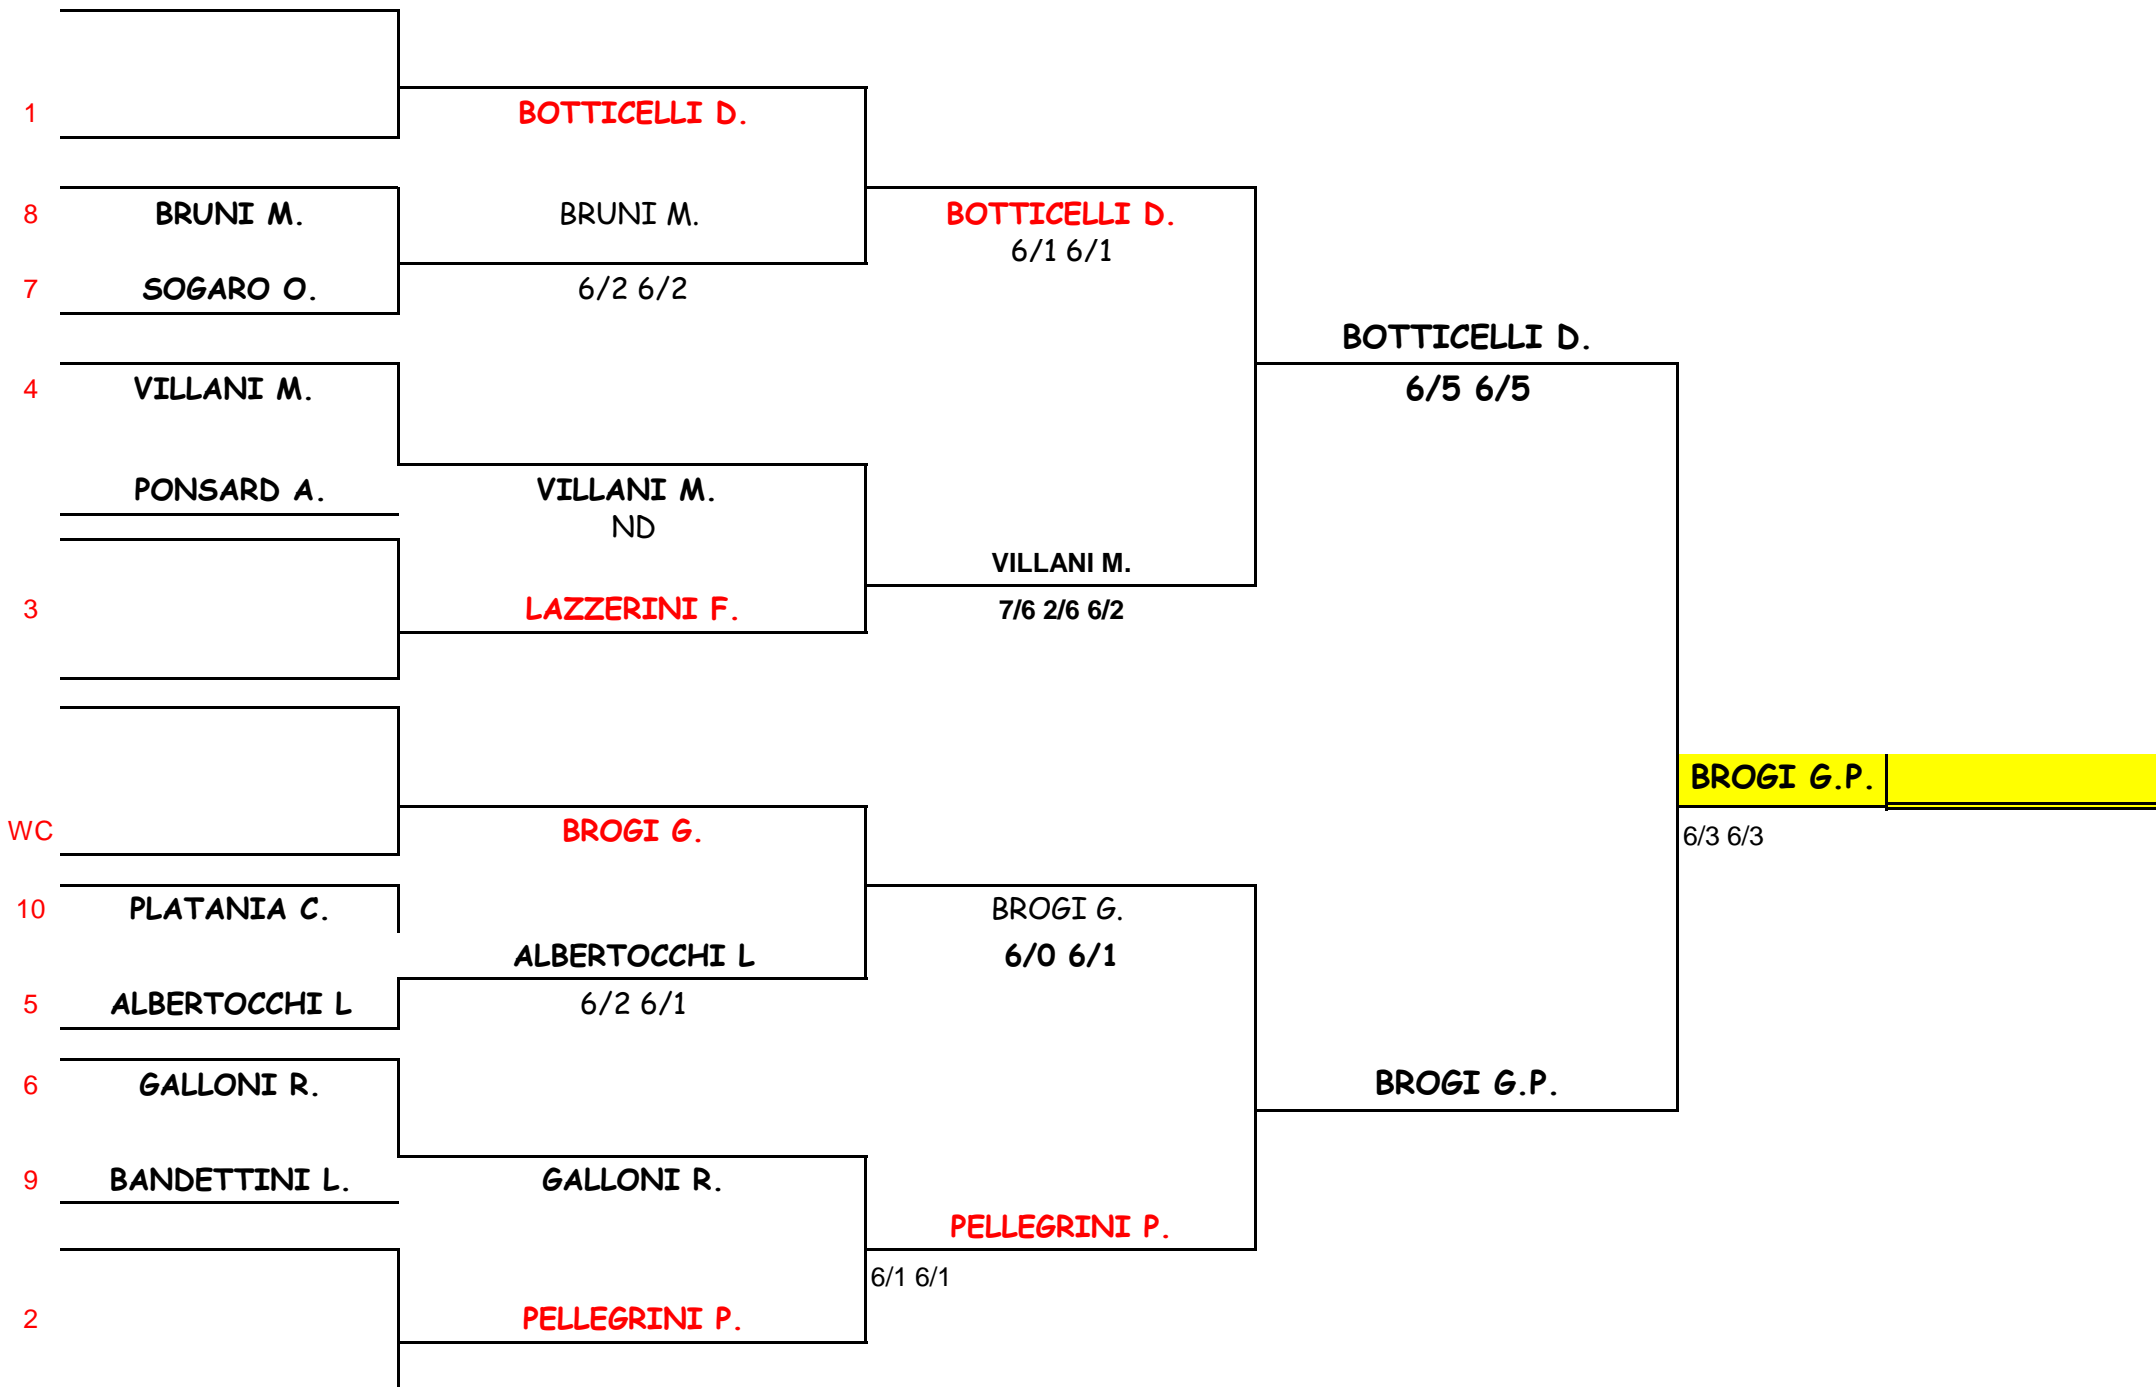 1 BOTTICELLI D.
8 BRUNI M. BRUNI M. BOTTICELLI D.
6/1 6/1
7 SOGARO O. 6/2 6/2
BOTTICELLI D.
4 VILLANI M. 6/5 6/5
PONSARD A. VILLANI M.
ND
VILLANI M.
3 LAZZERINI F. 7/6 2/6 6/2
BROGI G.P.
WC BROGI G. 6/3 6/3
10 PLATANIA C. BROGI G.
ALBERTOCCHI L 6/0 6/1
5 ALBERTOCCHI L 6/2 6/1
6 GALLONI R. BROGI G.P.
9 BANDETTINI L. GALLONI R.
PELLEGRINI P.
6/1 6/1
2 PELLEGRINI P.